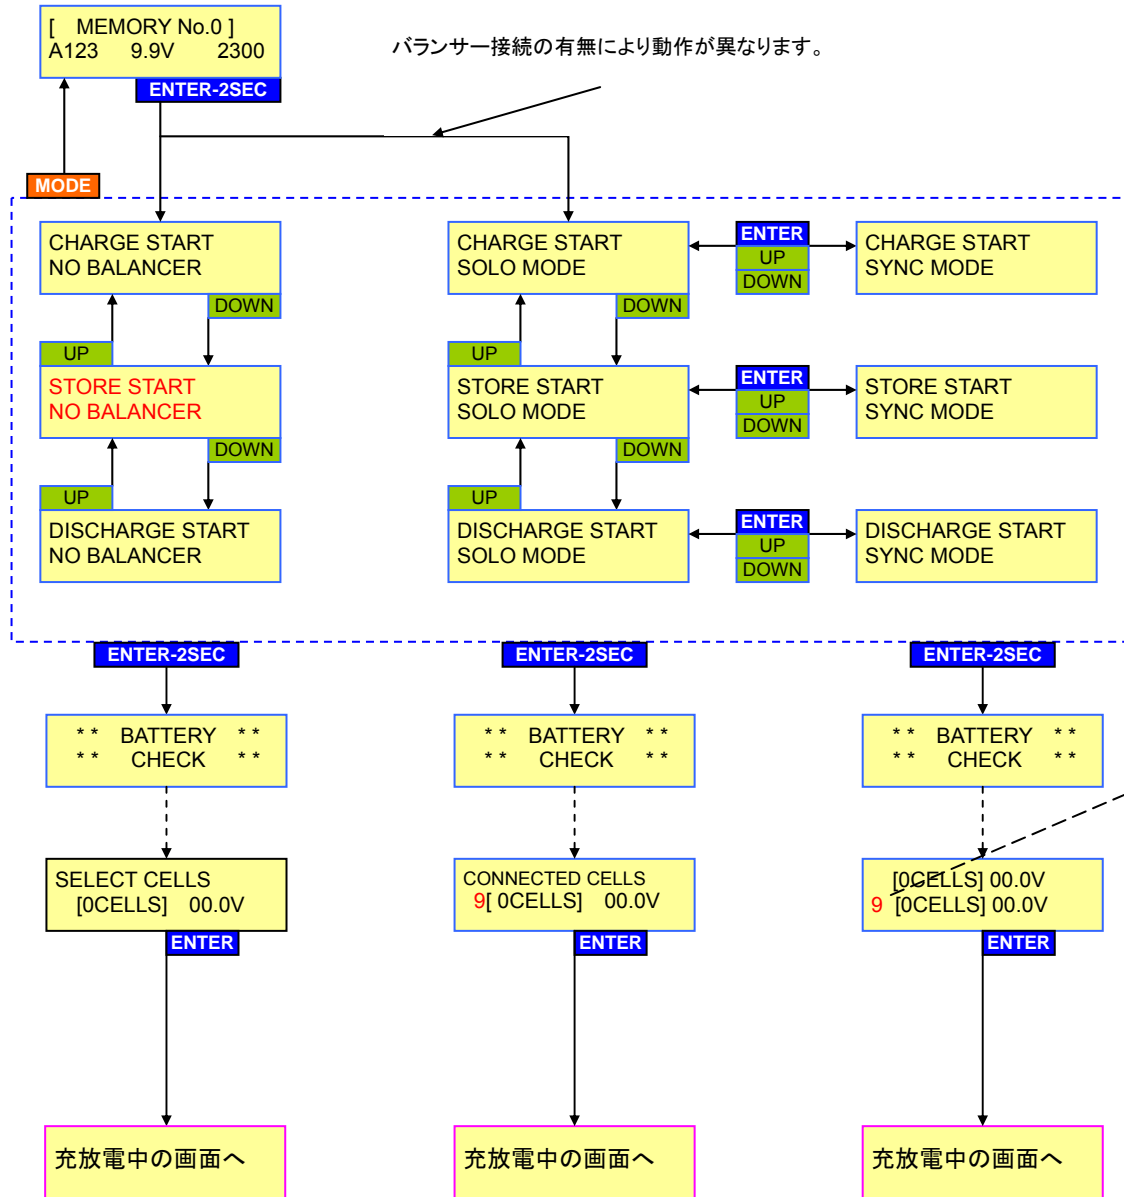 [ MEMORY No.0 ]
A123 9.9V 2300
ENTER-2SEC
バランサー接続の有無により動作が異なります。
MODE
CHARGE START
NO BALANCER
DOWN
UP
STORE START
NO BALANCER
DOWN
UP
DISCHARGE START
NO BALANCER
CHARGE START
SOLO MODE
DOWN
UP
STORE START
SOLO MODE
DOWN
UP
DISCHARGE START
SOLO MODE
ENTER
UP
DOWN
CHARGE START
SYNC MODE
ENTER
UP
DOWN
STORE START
SYNC MODE
ENTER
UP
DOWN
DISCHARGE START
SYNC MODE
ENTER-2SEC
** BATTERY **
** CHECK **
SELECT CELLS
[0CELLS] 00.0V
ENTER
充放電中の画面へ
ENTER-2SEC
** BATTERY **
** CHECK **
CONNECTED CELLS
9[ 0CELLS] 00.0V
ENTER
充放電中の画面へ
ENTER-2SEC
** BATTERY **
** CHECK **
[0CELLS] 00.0V
9 [0CELLS] 00.0V
ENTER
充放電中の画面へ